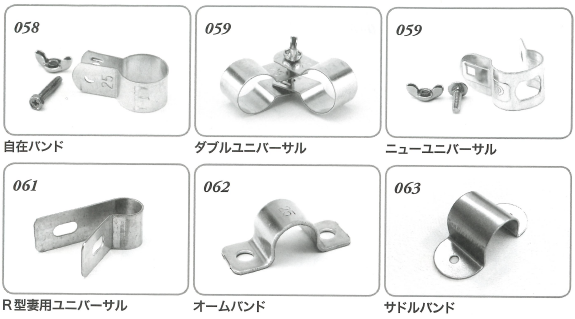 058
059
059
自在バンド
ダブルユニバーサル
ニューユニバーサル
061
062
063
R型妻用ユニバーサル
オームバンド
サドルバンド
25
25